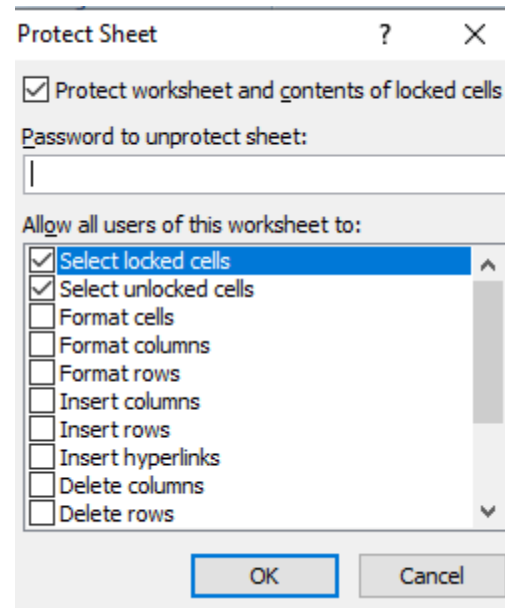 Protect Sheet ? ×
Protect worksheet and contents of locked cells
Password to unprotect sheet:
Allow all users of this worksheet to:
Select locked cells
Select unlocked cells
Format cells
Format columns
Format rows
Insert columns
Insert rows
Insert hyperlinks
Delete columns
Delete rows
OK Cancel